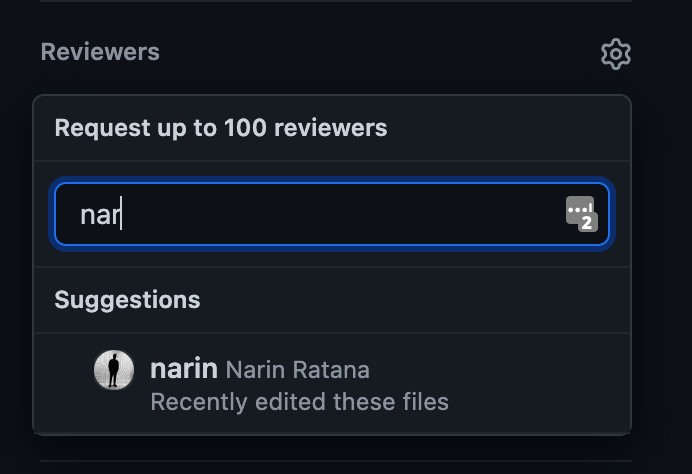 Reviewers
Request up to 100 reviewers
nar
2
Suggestions
narin Narin Ratana
Recently edited these files